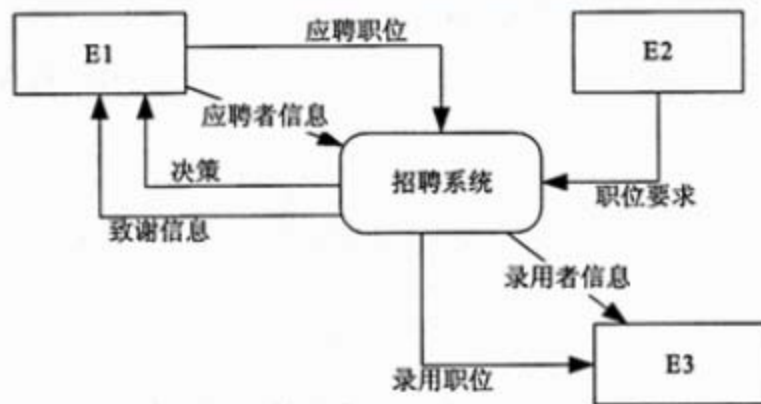 E1
应聘职位
E2
应聘者信息
决策
招聘系统
职位要求
致谢信息
录用者信息
E3
录用职位